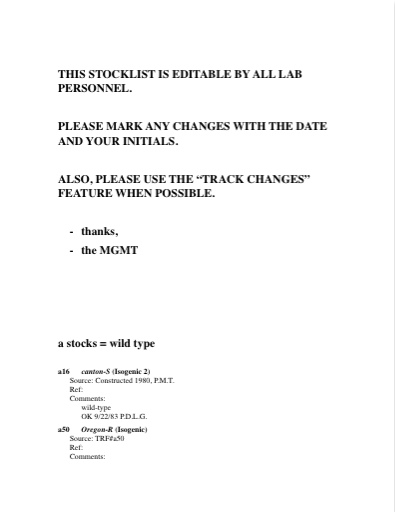 THIS STOCKLIST IS EDITABLE BY ALL LAB
PERSONNEL.
PLEASE MARK ANY CHANGES WITH THE DATE
AND YOUR INITIALS.
ALSO, PLEASE USE THE “TRACK CHANGES”
FEATURE WHEN POSSIBLE.
- thanks,
- the MGMT
a stocks = wild type
a16 canton-S (Isogenic 2)
Source: Constructed 1980, P.M.T.
Ref:
Comments:
wild-type
OK 9/22/83 P.D.L.G.
a50 Oregon-R (Isogenic)
Source: TRF#a50
Ref:
Comments: